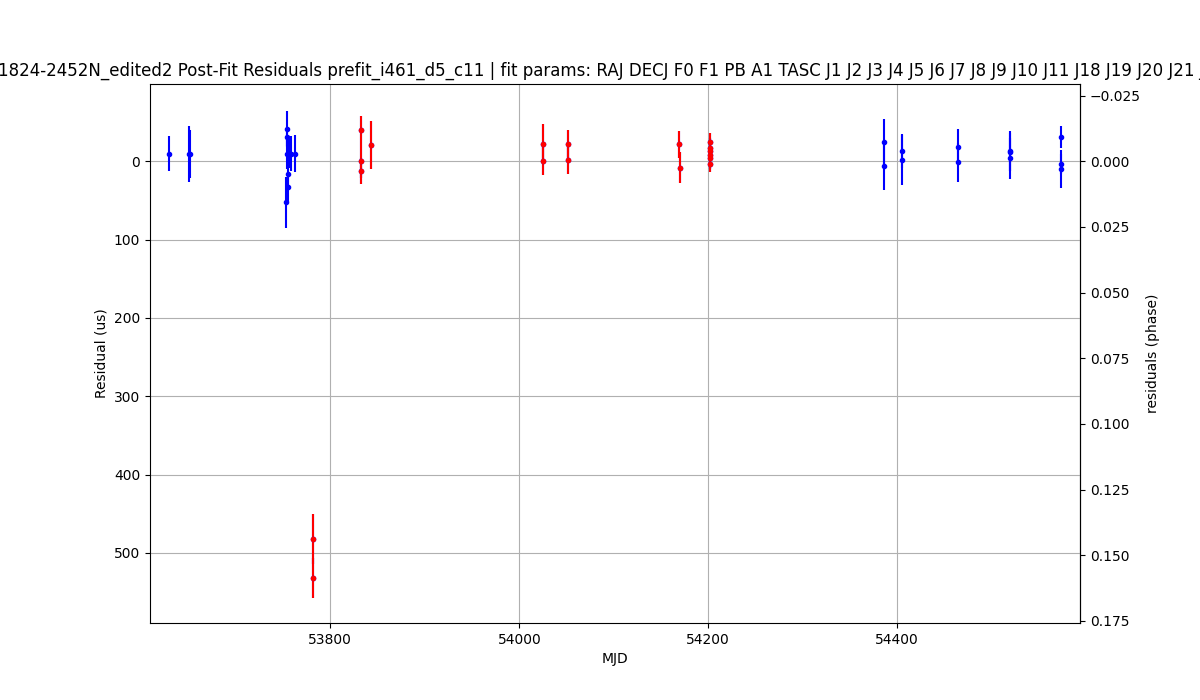 1824-2452N_edited2 Post-Fit Residuals prefit_i461_d5_c11 | fit params: RAJ DECJ F0 F1 PB A1 TASC J1 J2 J3 J4 J5 J6 J7 J8 J9 J10 J11 J18 J19 J20 J21
−0.025
0 0.000
100 0.025
200 0.050
300 0.075
400 0.100
500 0.125
0.150
0.175
Residual (us)
residuals (phase)
53800 54000 54200 54400
MJD